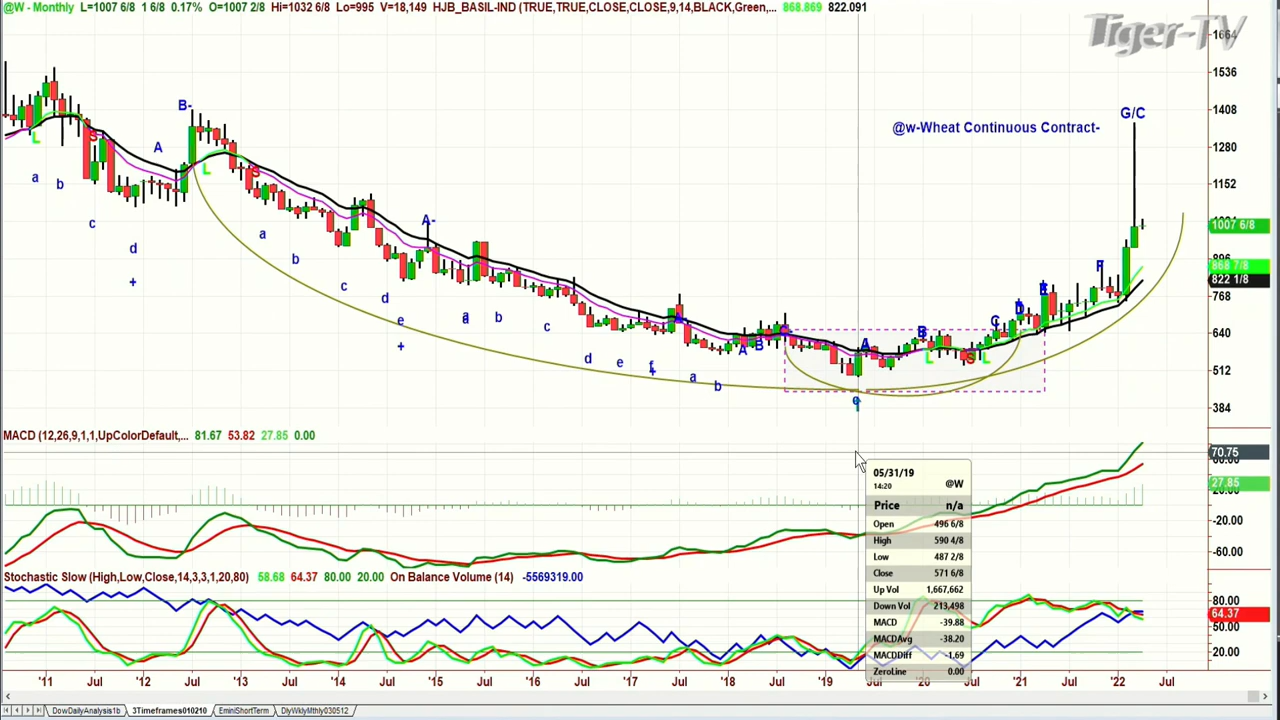 @W - Monthly L=1007 6/8 1 6/8 0.17% O=1007 2/8 Hi=1032 6/8 Lo=995 V=18,149 HJB_BASIL-IND (TRUE,TRUE,CLOSE,CLOSE,9,14,BLACK,Green,... 868.869 822.091
Tiger-TV
1664
1536
1408
1280
1152
1007 6/8
896
868 7/8
822 1/8
768
640
512
384
@w-Wheat Continuous Contract-
G/C
B-
A
L
S
a
b
c
d
+
L
S
a
b
c
d
e
+
A-
a
b
c
d
e
f
+
A
a
b
A
B
e
A
B
L
S
L
C
D
E
F
MACD (12,26,9,1,1,UpColorDefault,... 81.67 53.82 27.85 0.00
70.75
27.85
-20.00
-60.00
05/31/19
14:20 @W
Price n/a
Open 496 6/8
High 590 4/8
Low 487 2/8
Close 571 6/8
Up Vol 1,667,662
Down Vol 213,498
MACD -39.88
MACDAvg -38.20
MACDDiff -1.69
ZeroLine 0.00
Stochastic Slow (High,Low,Close,14,3,3,1,20,80) 58.68 64.37 80.00 20.00 On Balance Volume (14) -5569319.00
80.00
64.37
50.00
20.00
'11 Jul '12 Jul '13 Jul '14 Jul '15 Jul '16 Jul '17 Jul '18 Jul '19 Jul '20 Jul '21 Jul '22 Jul
DowDailyAnalysis1b 3Timeframes010210 EminiShortTerm DlyWklyMthly030512